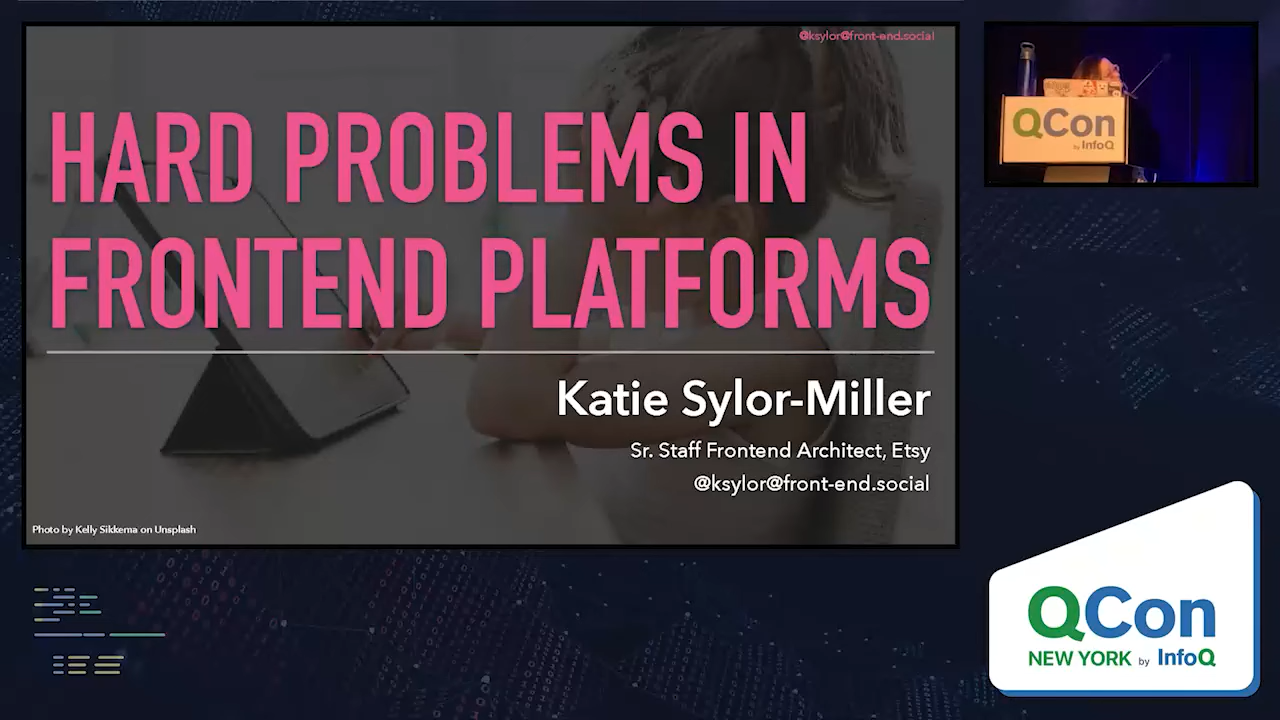 @ksylor@front-end.social
HARD PROBLEMS IN
FRONTEND PLATFORMS
Katie Sylor-Miller
Sr. Staff Frontend Architect, Etsy
@ksylor@front-end.social
Photo by Kelly Sikkema on Unsplash
QCon
by InfoQ
QCon
NEW YORK by InfoQ